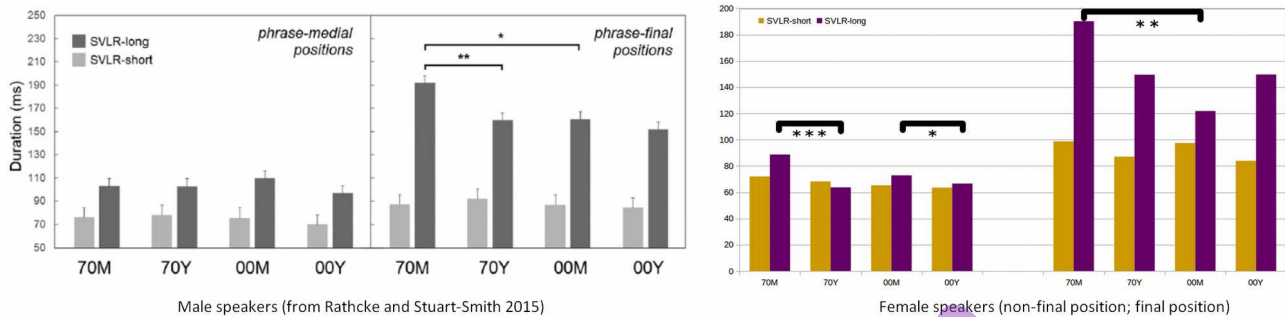 250
230
210
190
170
150
130
110
90
70
50
Duration (ms)
SVLR-long
SVLR-short
phrase-medial
positions
phrase-final
positions
*
**
70M 70Y 00M 00Y 70M 70Y 00M 00Y
Male speakers (from Rathcke and Stuart-Smith 2015)
200
180
160
140
120
100
80
60
40
20
0
SVLR-short SVLR-long
* *
* * *
*
70M 70Y 00M 00Y 70M 70Y 00M 00Y
Female speakers (non-final position; final position)